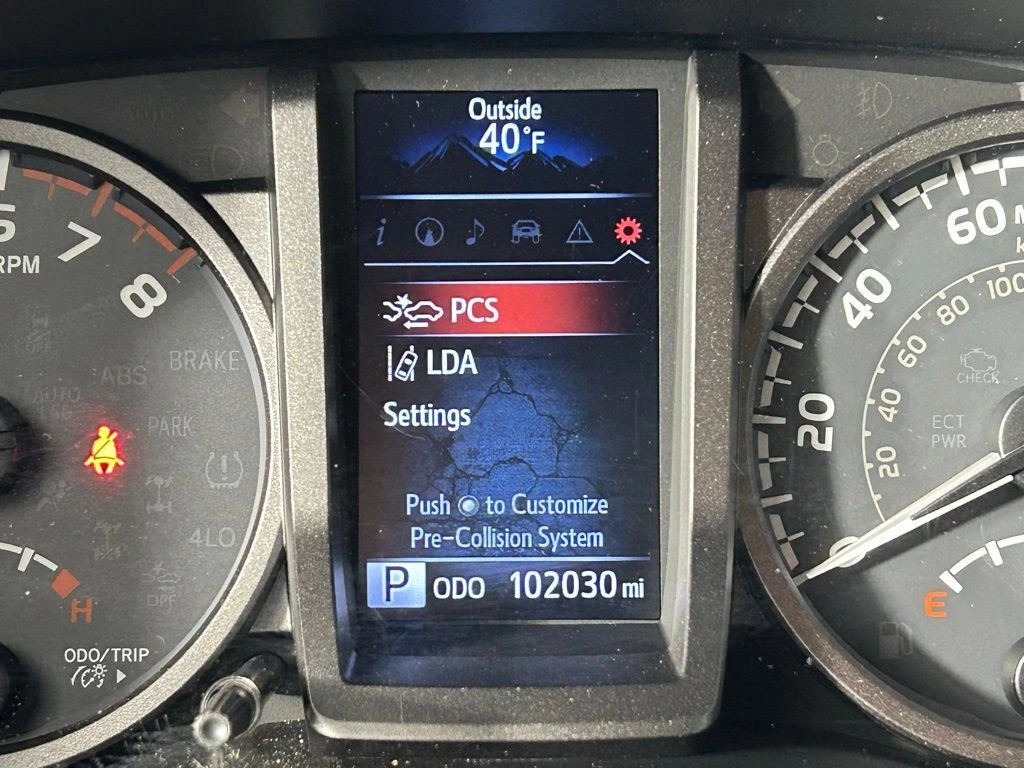 Outside
40°F
i
PCS
LDA
Settings
Push to Customize
Pre-Collision System
P ODO 102030 mi
7
8
RPM
BRAKE
ABS
PARK
4LO
H
ODO/TRIP
60
40
20
0
100
80
60
40
20
CHECK
ECT
PWR
E